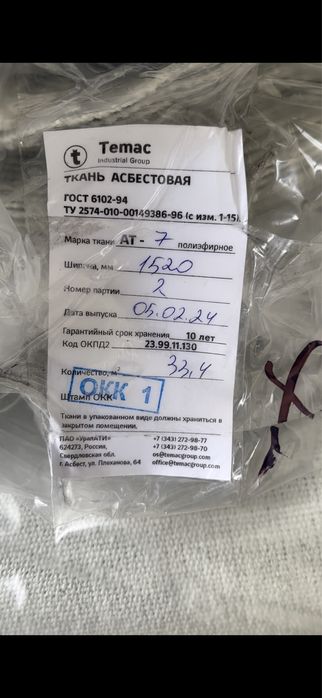 t Temac
Industrial Group
ТКАНЬ АСБЕСТОВАЯ
ГОСТ 6102-94
ТУ 2574-010-00149386-96 (с изм. 1-15).
Марка ткани АТ - 7 полиэфирное
Ширина, мм 1520
Номер партии 2
Дата выпуска 05.02.24
Гарантийный срок хранения 10 лет
Код ОКПД2 23.99.11.130
Количество, м² 33,4
ОКК 1
Штамп ОКК
Ткани в упакованном виде должны храниться в
закрытом помещении.
ПАО «УралАТИ» +7 (343) 272-98-77
624273, Россия, +7 (343) 272-98-70
Свердловская обл. os@temacgroup.com
г. Асбест, ул. Плеханова, 64 office@temacgroup.com